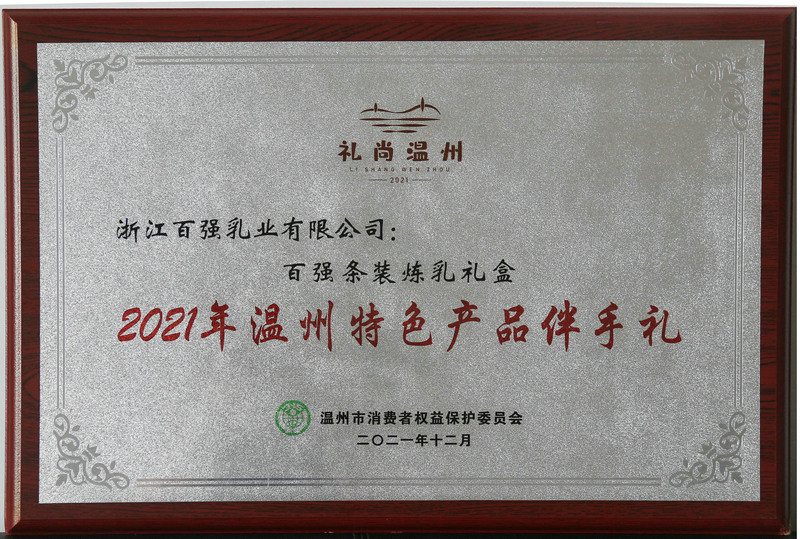 礼尚温州
LI SHANG WEN ZHOU
2021
浙江百强乳业有限公司：
百强条装炼乳礼盒
2021年温州特色产品伴手礼
温州市消费者权益保护委员会
二〇二一年十二月